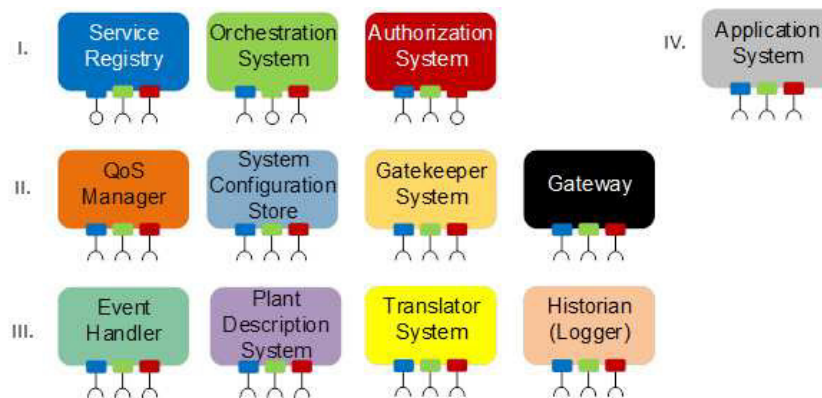 I.
Service
Registry
Orchestration
System
Authorization
System
IV.
Application
System
II.
QoS
Manager
System
Configuration
Store
Gatekeeper
System
Gateway
III.
Event
Handler
Plant
Description
System
Translator
System
Historian
(Logger)